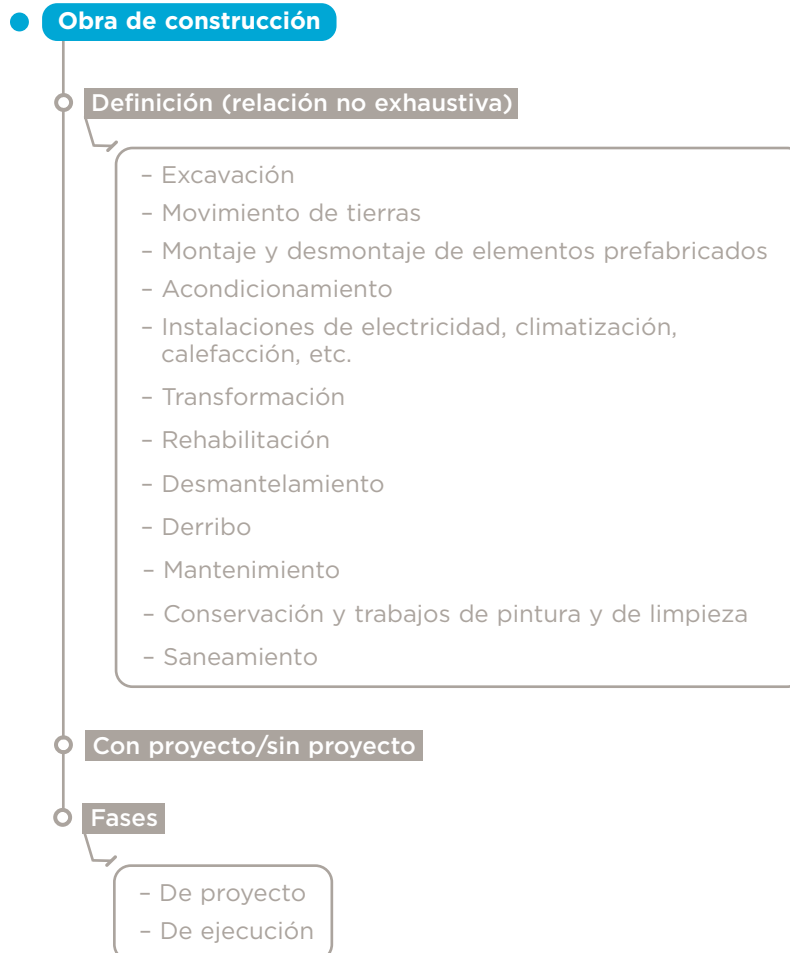 Obra de construcción
Definición (relación no exhaustiva)
– Excavación
– Movimiento de tierras
– Montaje y desmontaje de elementos prefabricados
– Acondicionamiento
– Instalaciones de electricidad, climatización,
calefacción, etc.
– Transformación
– Rehabilitación
– Desmantelamiento
– Derribo
– Mantenimiento
– Conservación y trabajos de pintura y de limpieza
– Saneamiento
Con proyecto/sin proyecto
Fases
– De proyecto
– De ejecución